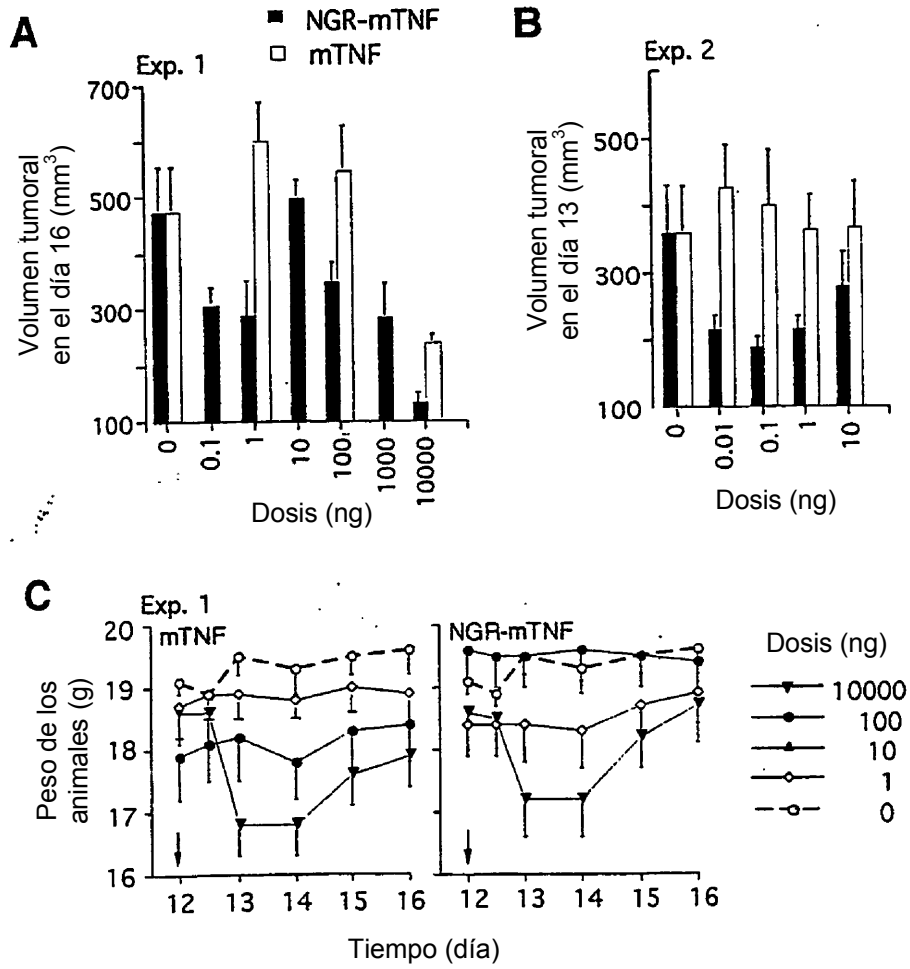 A
NGR-mTNF
mTNF
Exp. 1
Volumen tumoral
en el día 16 (mm3)
700
500
300
100
0
0.1
1
10
100
1000
10000
Dosis (ng)
B
Exp. 2
Volumen tumoral
en el día 13 (mm3)
500
300
100
0
0.01
0.1
1
10
Dosis (ng)
C
Exp. 1
mTNF
Peso de los
animales (g)
20
19
18
17
16
12 13 14 15 16
NGR-mTNF
12 13 14 15 16
Tiempo (día)
Dosis (ng)
10000
100
10
1
0